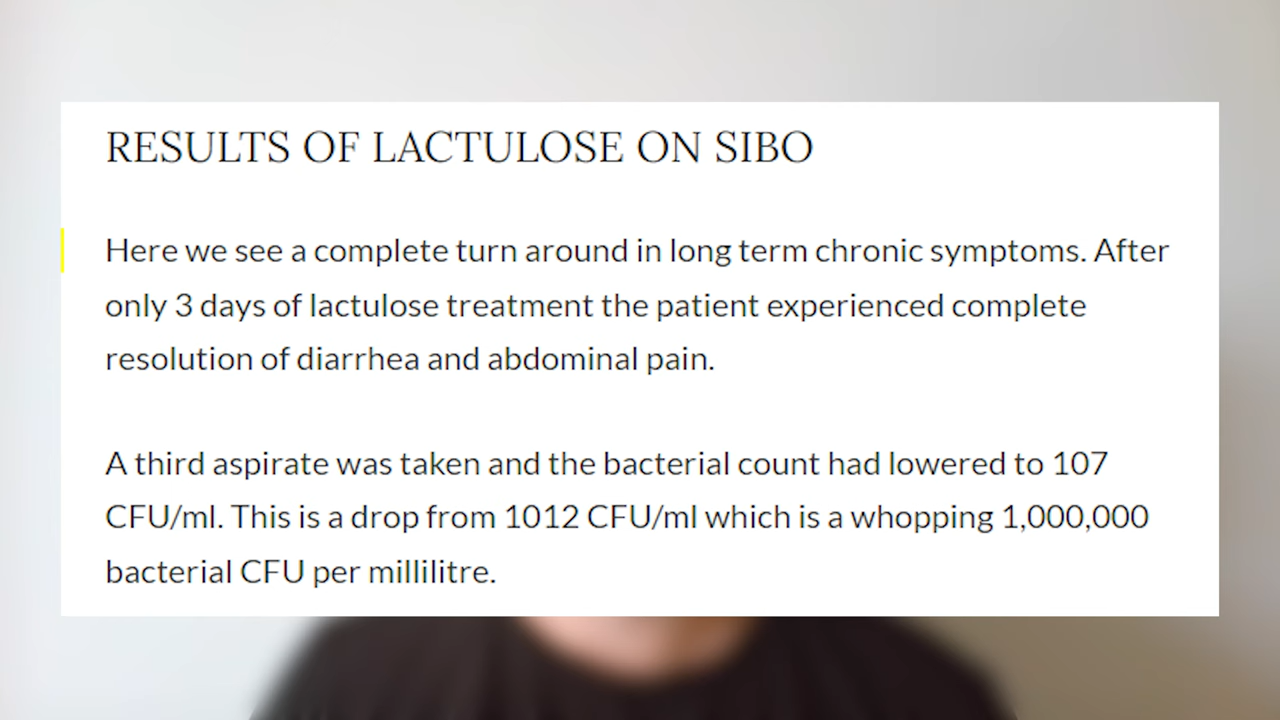 RESULTS OF LACTULOSE ON SIBO
Here we see a complete turn around in long term chronic symptoms. After
only 3 days of lactulose treatment the patient experienced complete
resolution of diarrhea and abdominal pain.
A third aspirate was taken and the bacterial count had lowered to 107
CFU/ml. This is a drop from 1012 CFU/ml which is a whopping 1,000,000
bacterial CFU per millilitre.